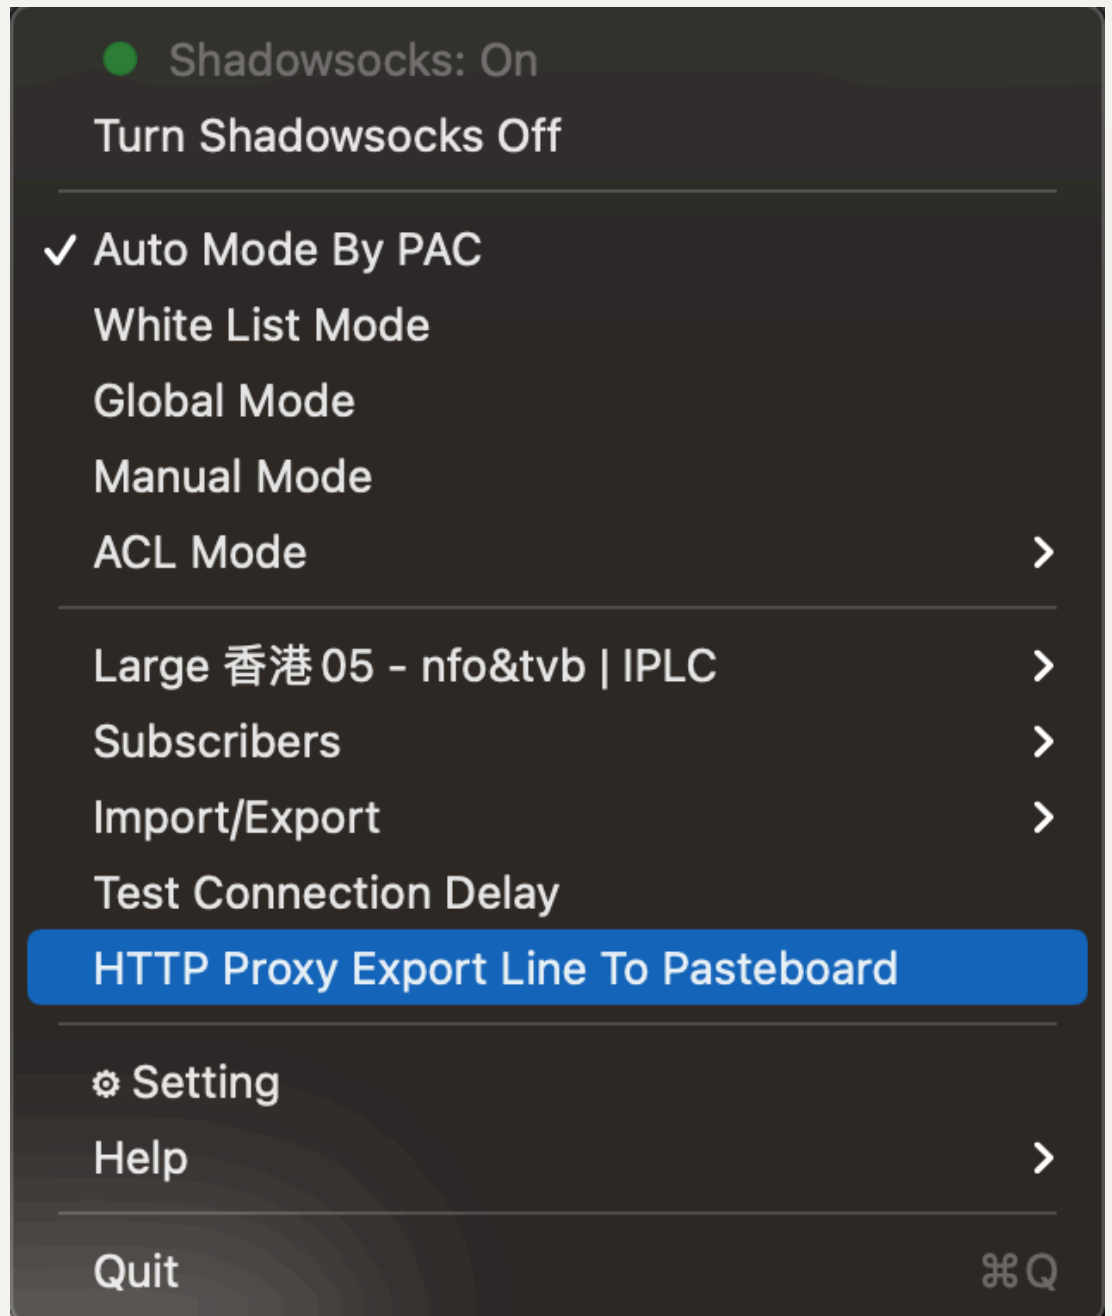 Shadowsocks: On
Turn Shadowsocks Off
Auto Mode By PAC
White List Mode
Global Mode
Manual Mode
ACL Mode
Large 香港05 - nfo&tvb | IPLC
Subscribers
Import/Export
Test Connection Delay
HTTP Proxy Export Line To Pasteboard
Setting
Help
Quit ⌘Q